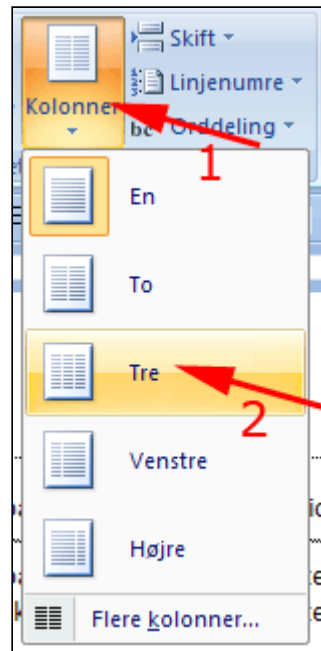 Skift
Linjenumre
Kolonner
Orddeling
1
En
To
Tre
2
Venstre
Højre
Flere kolonner...